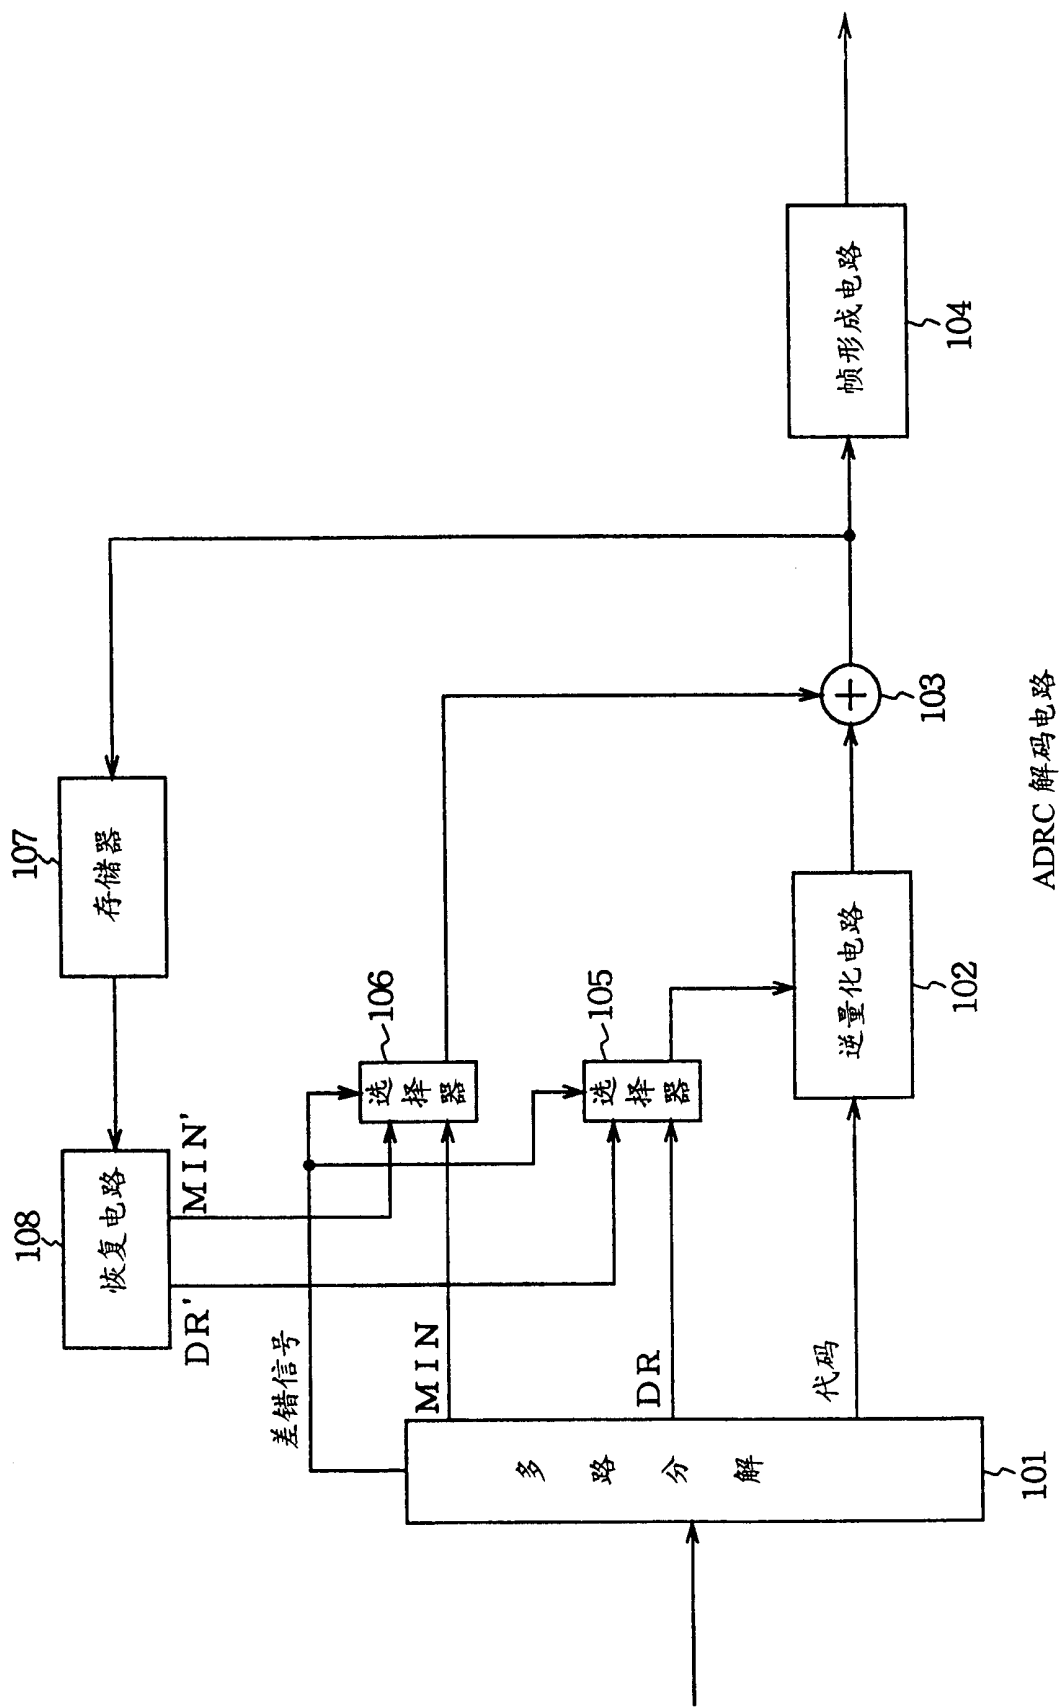 108
恢复电路
107
存储器
DR'
MIN'
差错信号
106
选择器
MIN
105
选择器
DR
代码
多路分解
101
逆量化电路
102
+
103
帧形成电路
104
ADRC 解码电路